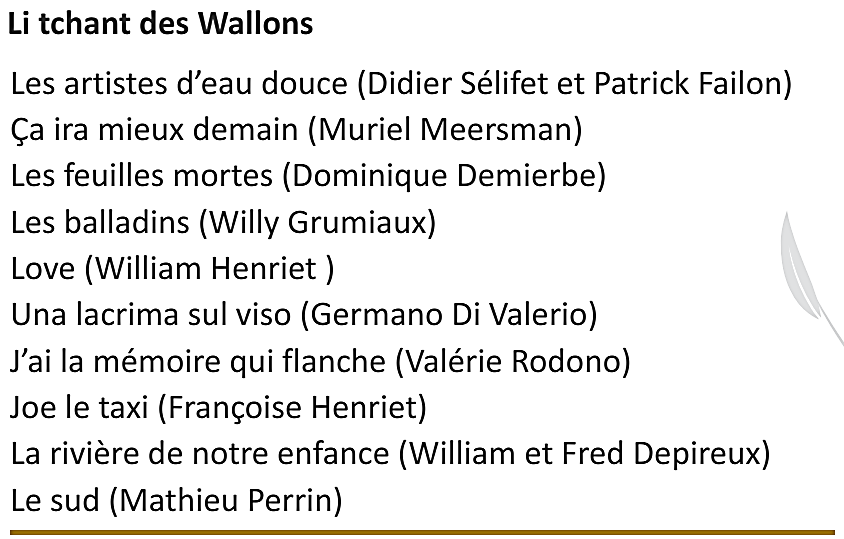 Li tchant des Wallons
Les artistes d’eau douce (Didier Sélifet et Patrick Failon)
Ça ira mieux demain (Muriel Meersman)
Les feuilles mortes (Dominique Demierbe)
Les balladins (Willy Grumiaux)
Love (William Henriet )
Una lacrima sul viso (Germano Di Valerio)
J’ai la mémoire qui flanche (Valérie Rodono)
Joe le taxi (Françoise Henriet)
La rivière de notre enfance (William et Fred Depireux)
Le sud (Mathieu Perrin)